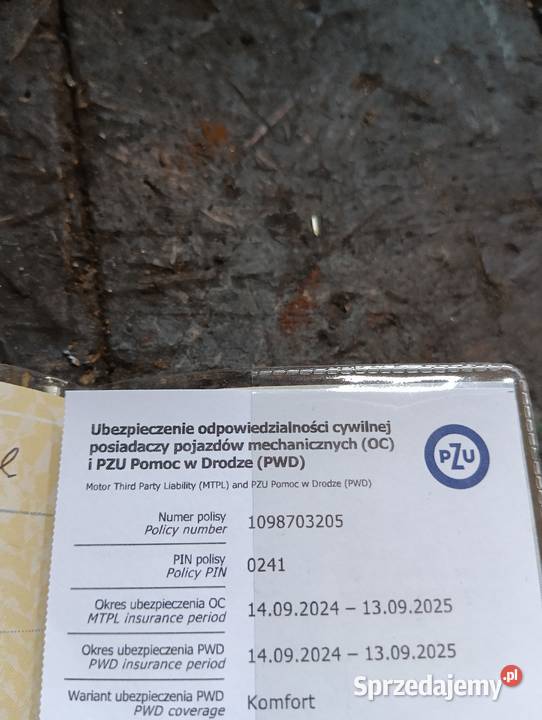 Ubezpieczenie odpowiedzialności cywilnej
posiadaczy pojazdów mechanicznych (OC)
i PZU Pomoc w Drodze (PWD)
PZU
Motor Third Party Liability (MTPL) and PZU Pomoc w Drodze (PWD)
Numer polisy
Policy number
1098703205
PIN polisy
Policy PIN
0241
Okres ubezpieczenia OC
MTPL insurance period
14.09.2024 – 13.09.2025
Okres ubezpieczenia PWD
PWD insurance period
14.09.2024 – 13.09.2025
Wariant ubezpieczenia PWD
PWD coverage
Komfort
Sprzedajemy.pl